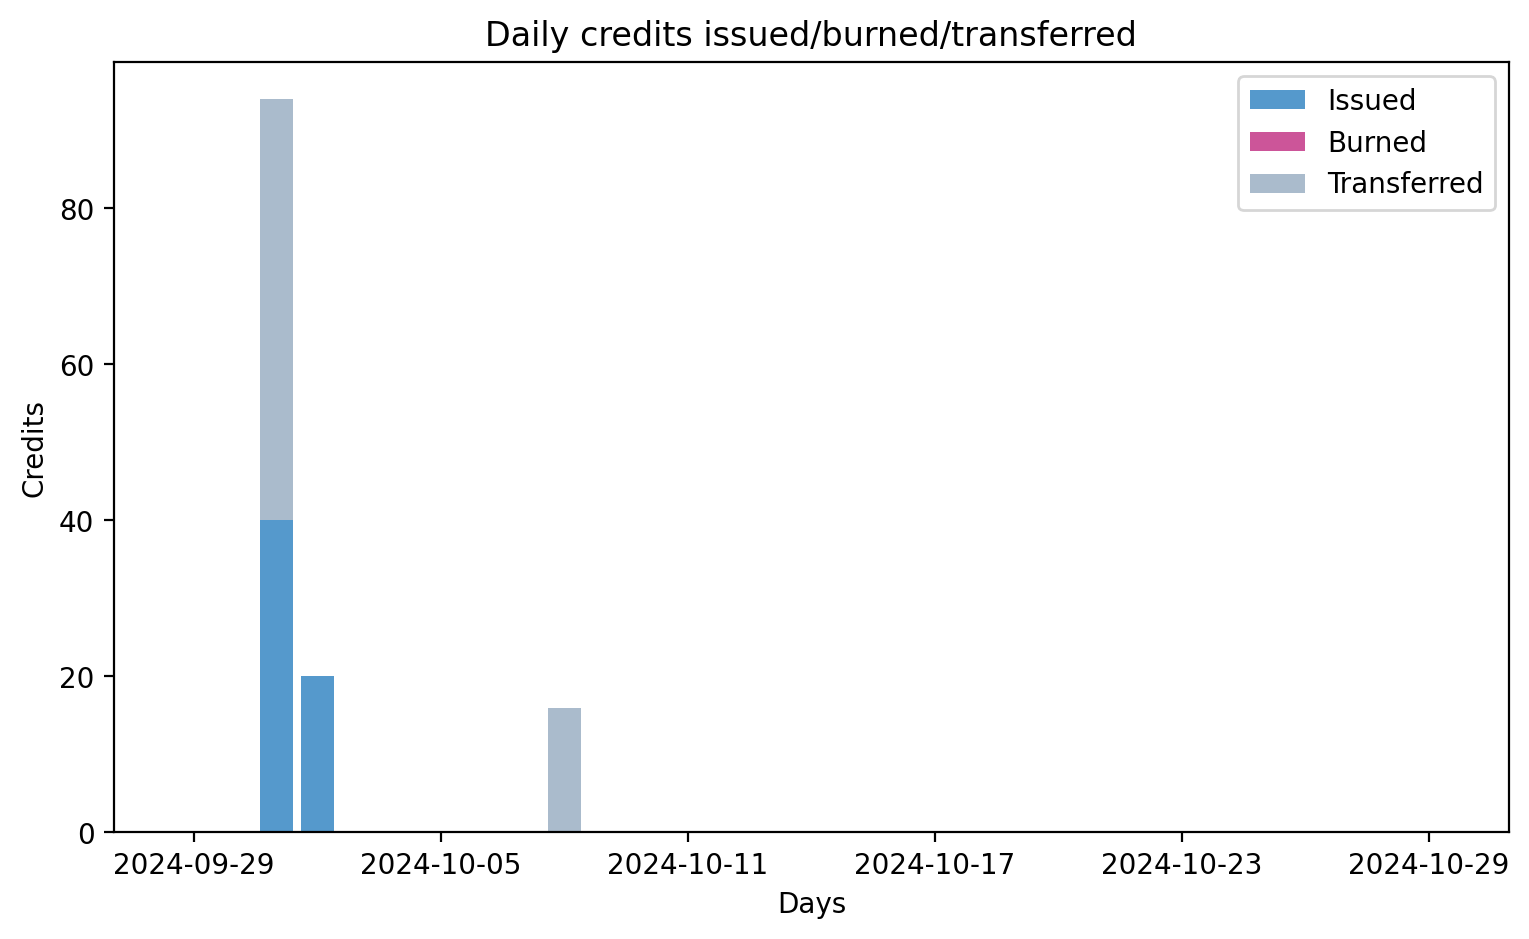 Daily credits issued/burned/transferred
Issued
Burned
Transferred
Credits
80
60
40
20
0
2024-09-29 2024-10-05 2024-10-11 2024-10-17 2024-10-23 2024-10-29
Days